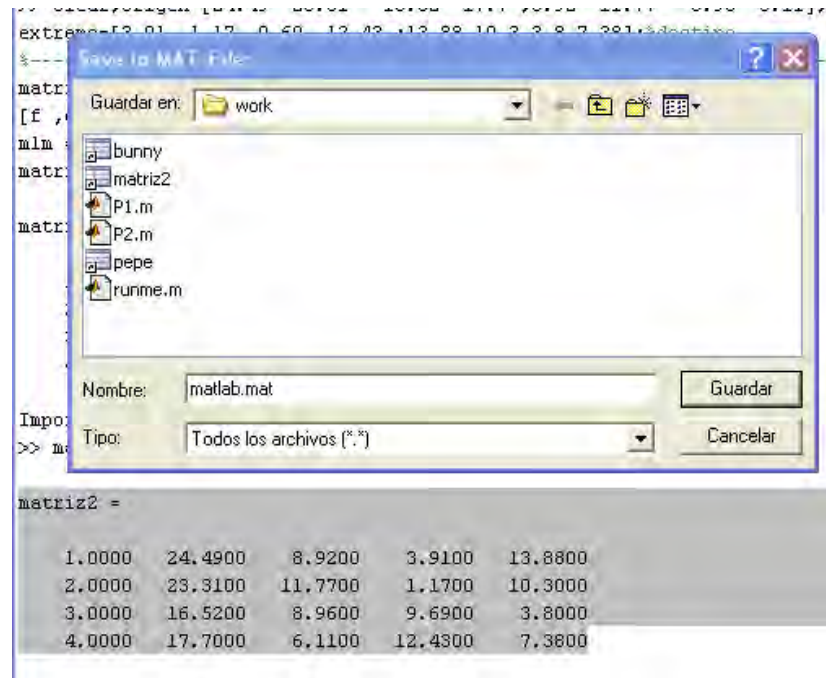 Save to MAT-File:
Guardar en: work
bunny
matriz2
P1.m
P2.m
pepe
runme.m
Nombre: matlab.mat Guardar
Tipo: Todos los archivos (*.*) Cancelar
matriz2 =
1.0000 24.4900 8.9200 3.9100 13.8800
2.0000 23.3100 11.7700 1.1700 10.3000
3.0000 16.5200 8.9600 9.6900 3.8000
4.0000 17.7000 6.1100 12.4300 7.3800